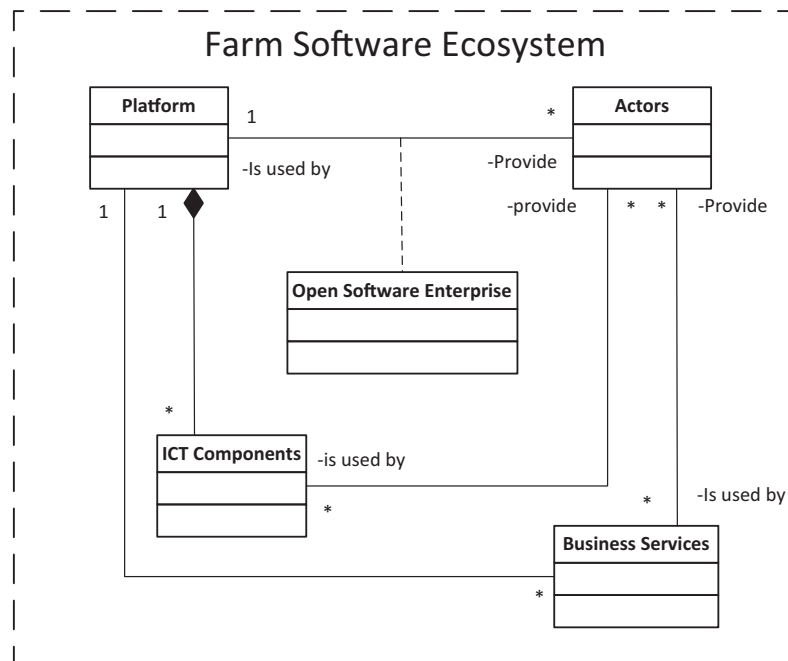 Farm Software Ecosystem
Platform
Actors
1
*
-Is used by
-Provide
1
1
-provide
*
*
-Provide
Open Software Enterprise
*
ICT Components
-is used by
*
-Is used by
*
Business Services
*